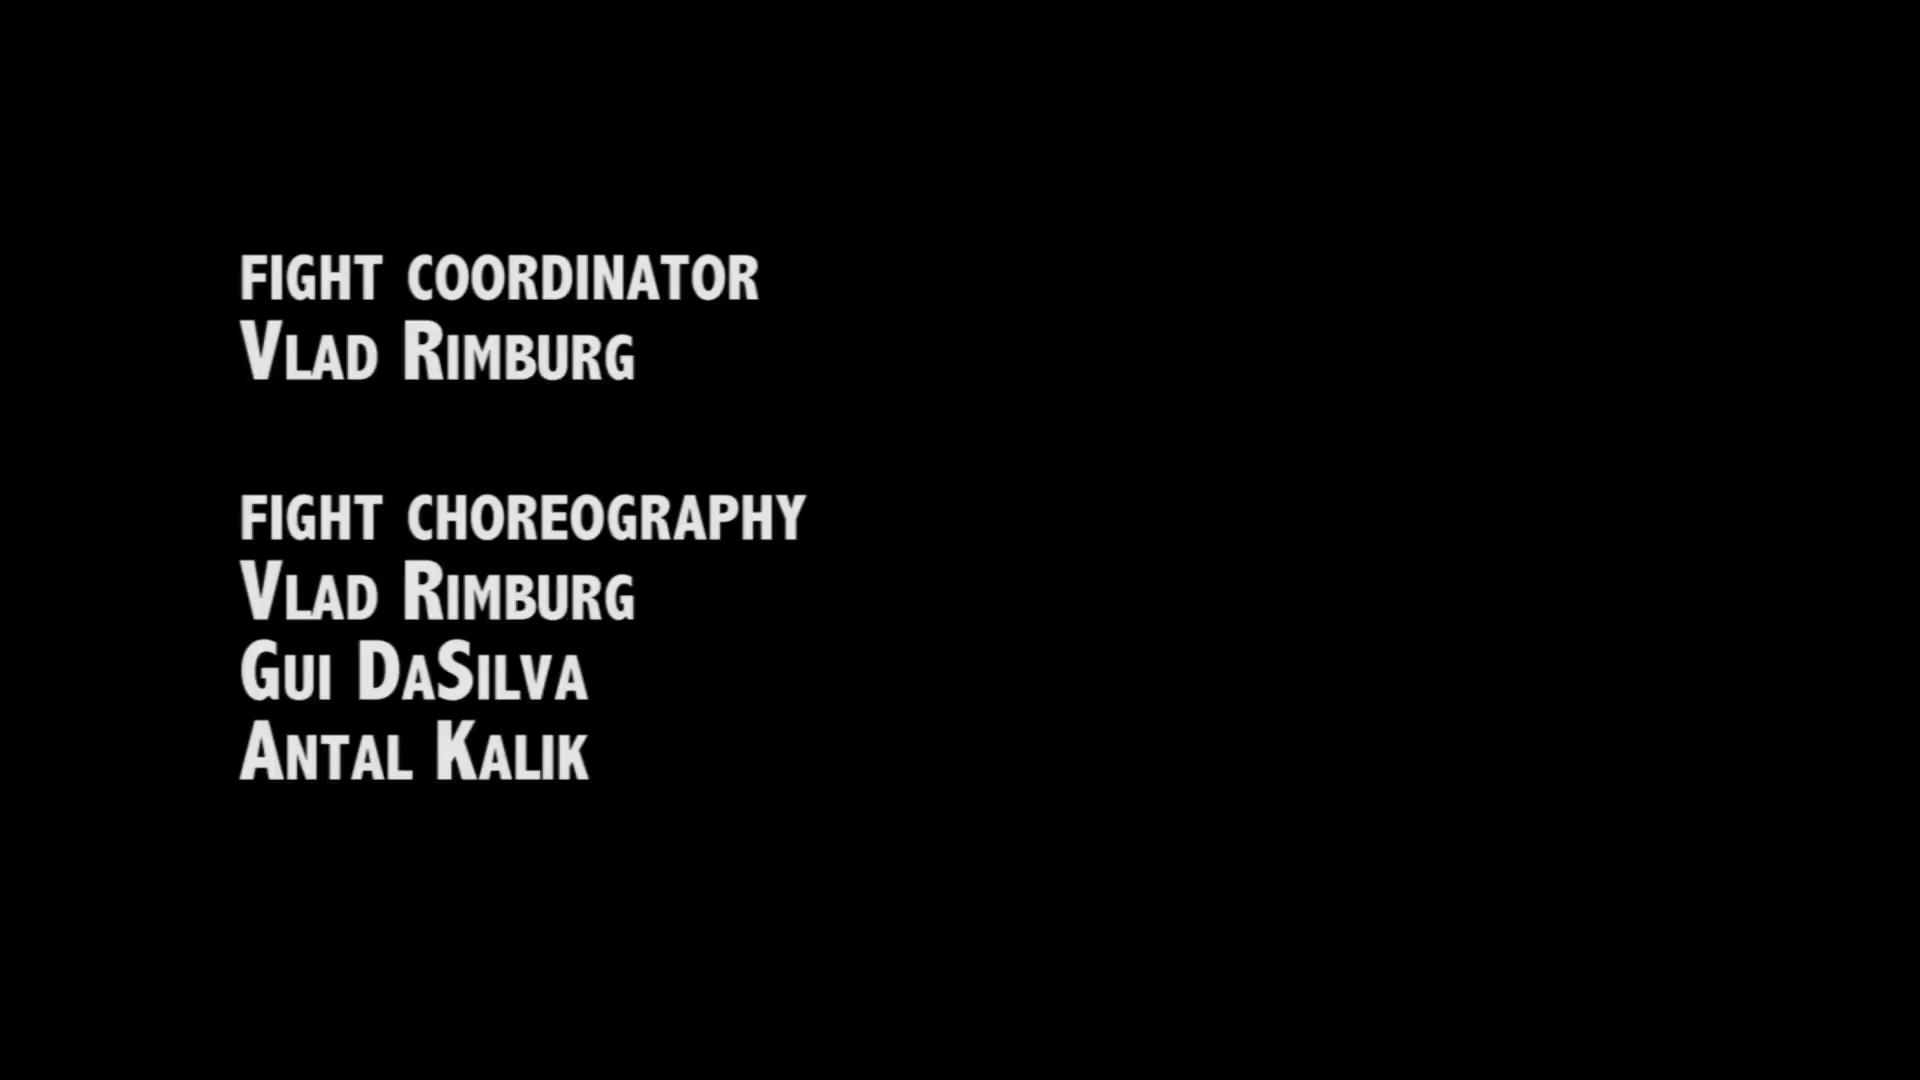 FIGHT COORDINATOR
VLAD RIMBURG
FIGHT CHOREOGRAPHY
VLAD RIMBURG
GUI DASILVA
ANTAL KALIK